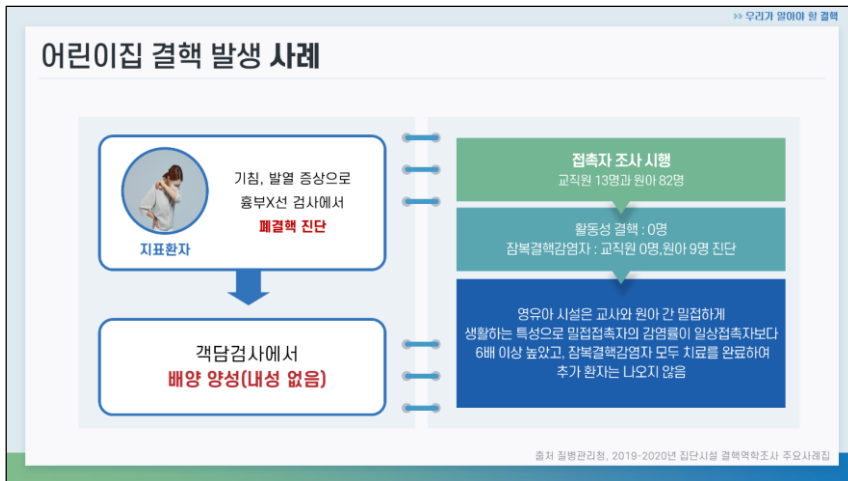 >> 우리가 알아야 할 결핵
어린이집 결핵 발생 사례
기침, 발열 증상으로
흉부X선 검사에서
폐결핵 진단
지표환자
객담검사에서
배양 양성(내성 없음)
접촉자 조사 시행
교직원 13명과 원아 82명
활동성 결핵 : 0명
잠복결핵감염자 : 교직원 0명,원아 9명 진단
영유아 시설은 교사와 원아 간 밀접하게
생활하는 특성으로 밀접접촉자의 감염률이 일상접촉자보다
6배 이상 높았고, 잠복결핵감염자 모두 치료를 완료하여
추가 환자는 나오지 않음
출처 질병관리청, 2019-2020년 집단시설 결핵역학조사 주요사례집